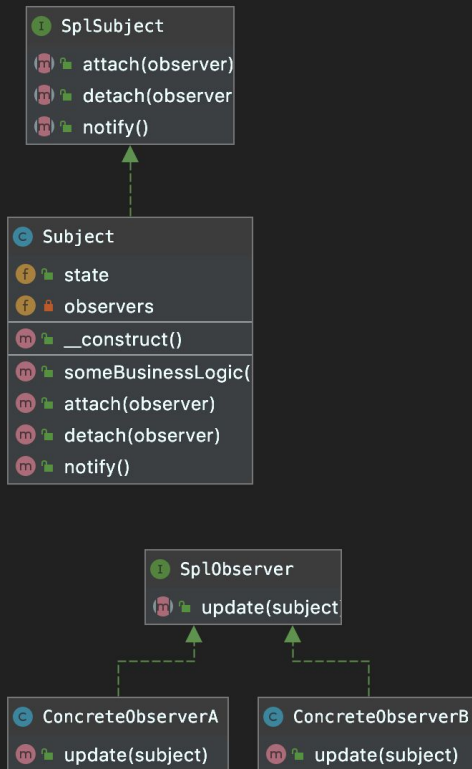 I SplSubject
m attach(observer)
m detach(observer
m notify()
C Subject
f state
f observers
m __construct()
m someBusinessLogic(
m attach(observer)
m detach(observer)
m notify()
I SplObserver
m update(subject)
C ConcreteObserverA
m update(subject)
C ConcreteObserverB
m update(subject)